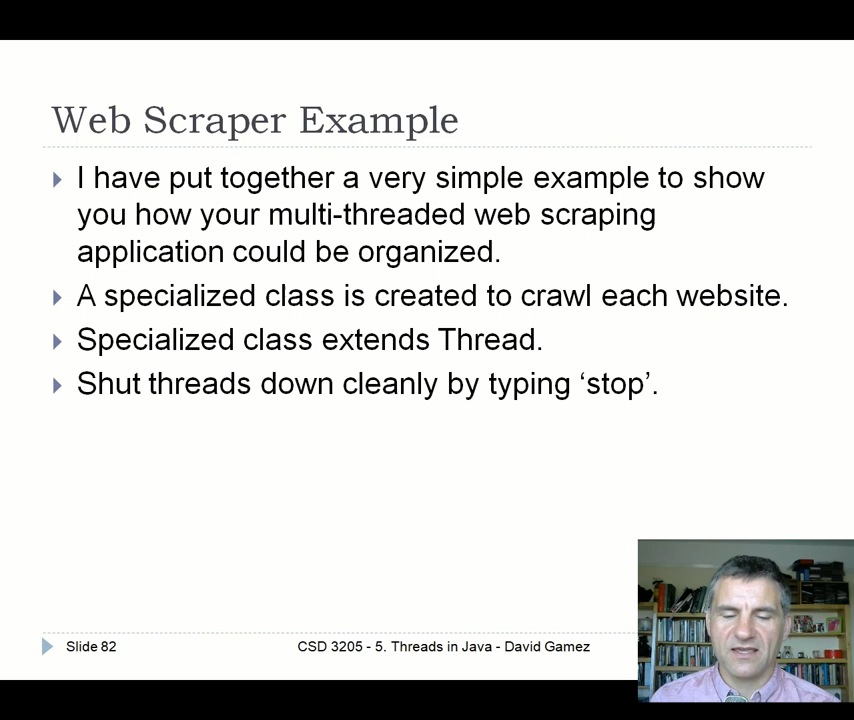 Web Scraper Example
I have put together a very simple example to show
you how your multi-threaded web scraping
application could be organized.
A specialized class is created to crawl each website.
Specialized class extends Thread.
Shut threads down cleanly by typing ‘stop’.
Slide 82
CSD 3205 - 5. Threads in Java - David Gamez